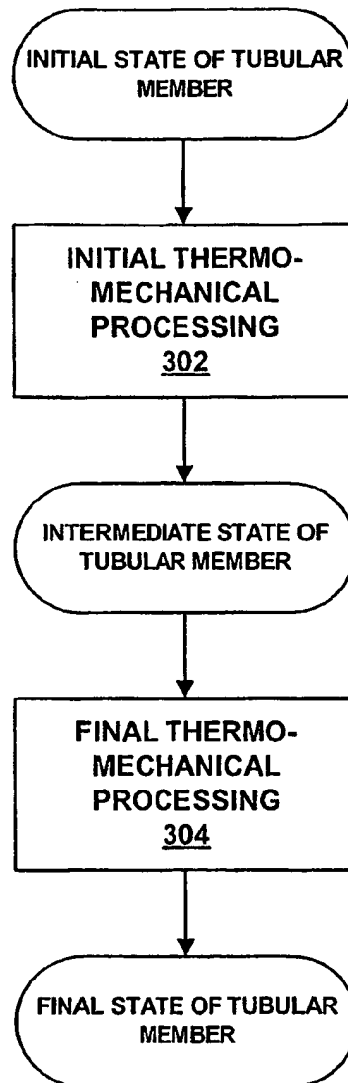 INITIAL STATE OF TUBULAR
MEMBER
INITIAL THERMO-
MECHANICAL
PROCESSING
302
INTERMEDIATE STATE OF
TUBULAR MEMBER
FINAL THERMO-
MECHANICAL
PROCESSING
304
FINAL STATE OF TUBULAR
MEMBER